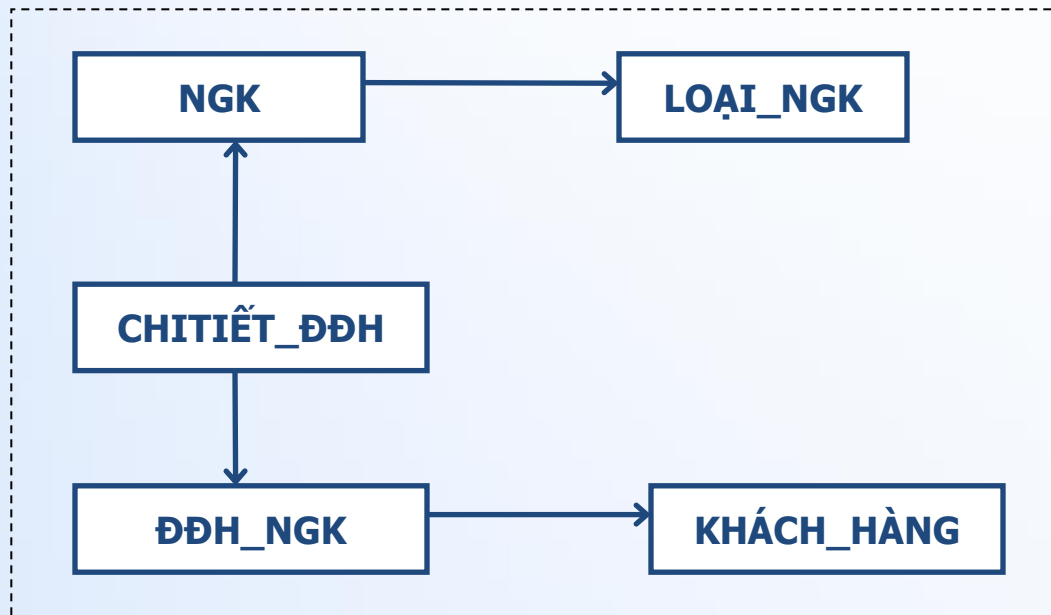 NGK
LOẠI_NGK
CHITIẾT_ĐĐH
ĐĐH_NGK
KHÁCH_HÀNG